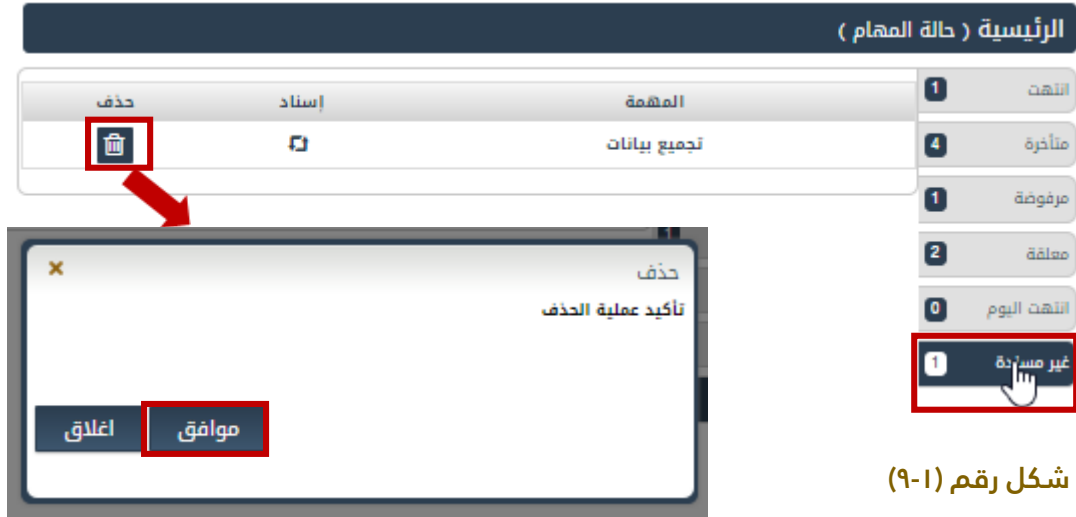 الرئيسية ( حالة المهام )
انتهت 1
متأخرة 4
مرفوضة 1
معلقة 2
انتهت اليوم 0
غير مسندة 1
المهمة إسناد حذف
تجميع بيانات
حذف
تأكيد عملية الحذف
موافق اغلاق
شكل رقم (١-٩)